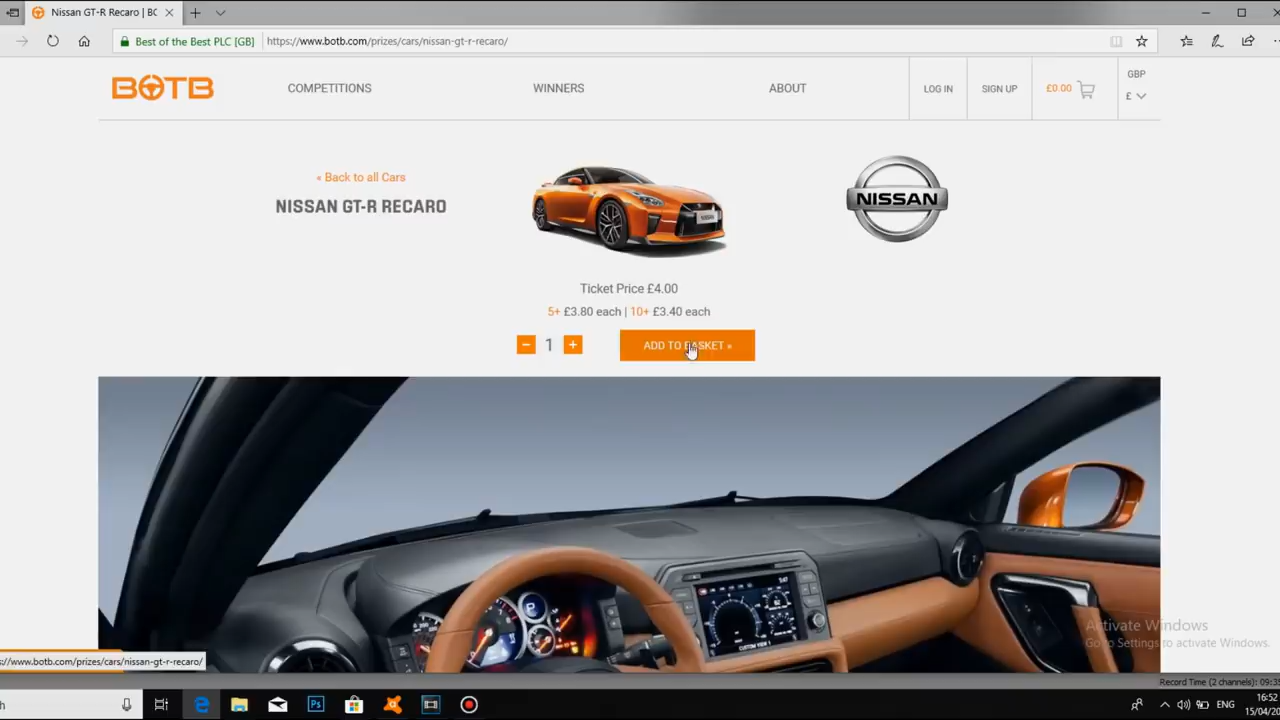 Nissan GT-R Recaro | BC
Best of the Best PLC [GB]
https://www.botb.com/prizes/cars/nissan-gt-r-recaro/
BOTB
COMPETITIONS
WINNERS
ABOUT
LOG IN
SIGN UP
£0.00
GBP
£
« Back to all Cars
NISSAN GT-R RECARO
NISSAN
Ticket Price £4.00
5+ £3.80 each | 10+ £3.40 each
− 1 +
ADD TO BASKET »
Activate Windows
Go to Settings to activate Windows.
s://www.botb.com/prizes/cars/nissan-gt-r-recaro/
Record Time (2 channels): 09:35
h
Ps
ENG
16:52
15/04/20